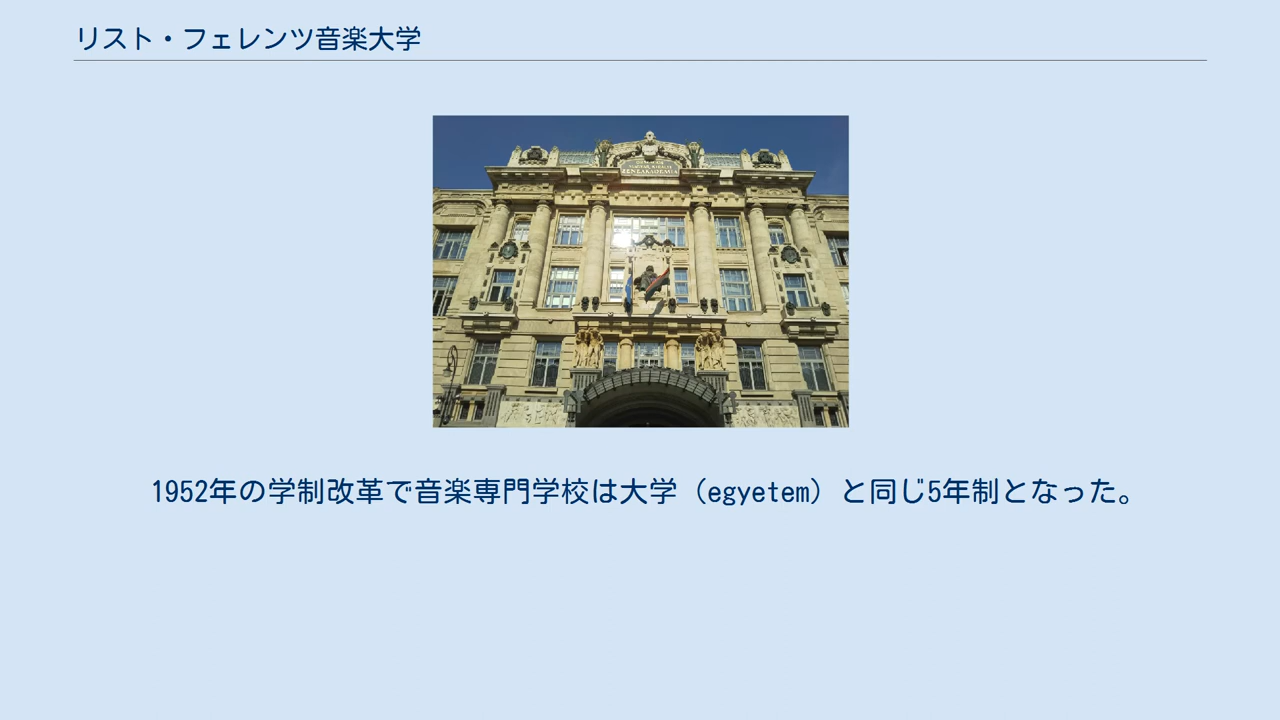 リスト・フェレンツ音楽大学
ZENEAKADEMIA
1952年の学制改革で音楽専門学校は大学（egyetem）と同じ5年制となった。